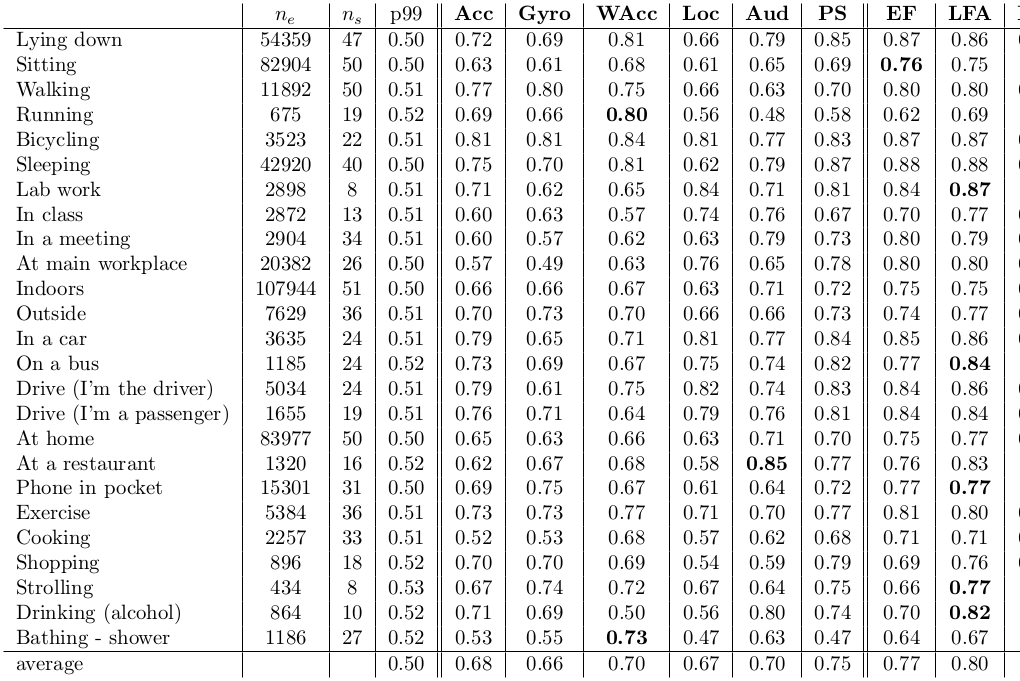 n_e n_s p99 Acc Gyro WAcc Loc Aud PS EF LFA
Lying down 54359 47 0.50 0.72 0.69 0.81 0.66 0.79 0.85 0.87 0.86
Sitting 82904 50 0.50 0.63 0.61 0.68 0.61 0.65 0.69 0.76 0.75
Walking 11892 50 0.51 0.77 0.80 0.75 0.66 0.63 0.70 0.80 0.80
Running 675 19 0.52 0.69 0.66 0.80 0.56 0.48 0.58 0.62 0.69
Bicycling 3523 22 0.51 0.81 0.81 0.84 0.81 0.77 0.83 0.87 0.87
Sleeping 42920 40 0.50 0.75 0.70 0.81 0.62 0.79 0.87 0.88 0.88
Lab work 2898 8 0.51 0.71 0.62 0.65 0.84 0.71 0.81 0.84 0.87
In class 2872 13 0.51 0.60 0.63 0.57 0.74 0.76 0.67 0.70 0.77
In a meeting 2904 34 0.51 0.60 0.57 0.62 0.63 0.79 0.73 0.80 0.79
At main workplace 20382 26 0.50 0.57 0.49 0.63 0.76 0.65 0.78 0.80 0.80
Indoors 107944 51 0.50 0.66 0.66 0.67 0.63 0.71 0.72 0.75 0.75
Outside 7629 36 0.51 0.70 0.73 0.70 0.66 0.66 0.73 0.74 0.77
In a car 3635 24 0.51 0.79 0.65 0.71 0.81 0.77 0.84 0.85 0.86
On a bus 1185 24 0.52 0.73 0.69 0.67 0.75 0.74 0.82 0.77 0.84
Drive (I'm the driver) 5034 24 0.51 0.79 0.61 0.75 0.82 0.74 0.83 0.84 0.86
Drive (I'm a passenger) 1655 19 0.51 0.76 0.71 0.64 0.79 0.76 0.81 0.84 0.84
At home 83977 50 0.50 0.65 0.63 0.66 0.63 0.71 0.70 0.75 0.77
At a restaurant 1320 16 0.52 0.62 0.67 0.68 0.58 0.85 0.77 0.76 0.83
Phone in pocket 15301 31 0.50 0.69 0.75 0.67 0.61 0.64 0.72 0.77 0.77
Exercise 5384 36 0.51 0.73 0.73 0.77 0.71 0.70 0.77 0.81 0.80
Cooking 2257 33 0.51 0.52 0.53 0.68 0.57 0.62 0.68 0.71 0.71
Shopping 896 18 0.52 0.70 0.70 0.69 0.54 0.59 0.79 0.69 0.76
Strolling 434 8 0.53 0.67 0.74 0.72 0.67 0.64 0.75 0.66 0.77
Drinking (alcohol) 864 10 0.52 0.71 0.69 0.50 0.56 0.80 0.74 0.70 0.82
Bathing - shower 1186 27 0.52 0.53 0.55 0.73 0.47 0.63 0.47 0.64 0.67
average 0.50 0.68 0.66 0.70 0.67 0.70 0.75 0.77 0.80